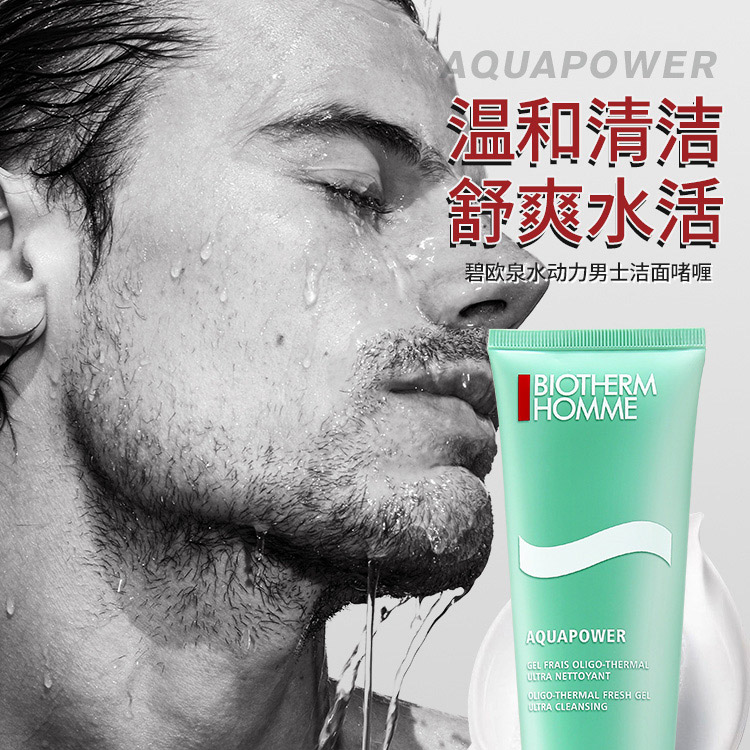 AQUAPOWER
温和清洁
舒爽水活
碧欧泉水动力男士洁面啫喱
BIOTHERM
HOMME
AQUAPOWER
GEL FRAIS OLIGO-THERMAL
ULTRA NETTOYANT
OLIGO-THERMAL FRESH GEL
ULTRA CLEANSING